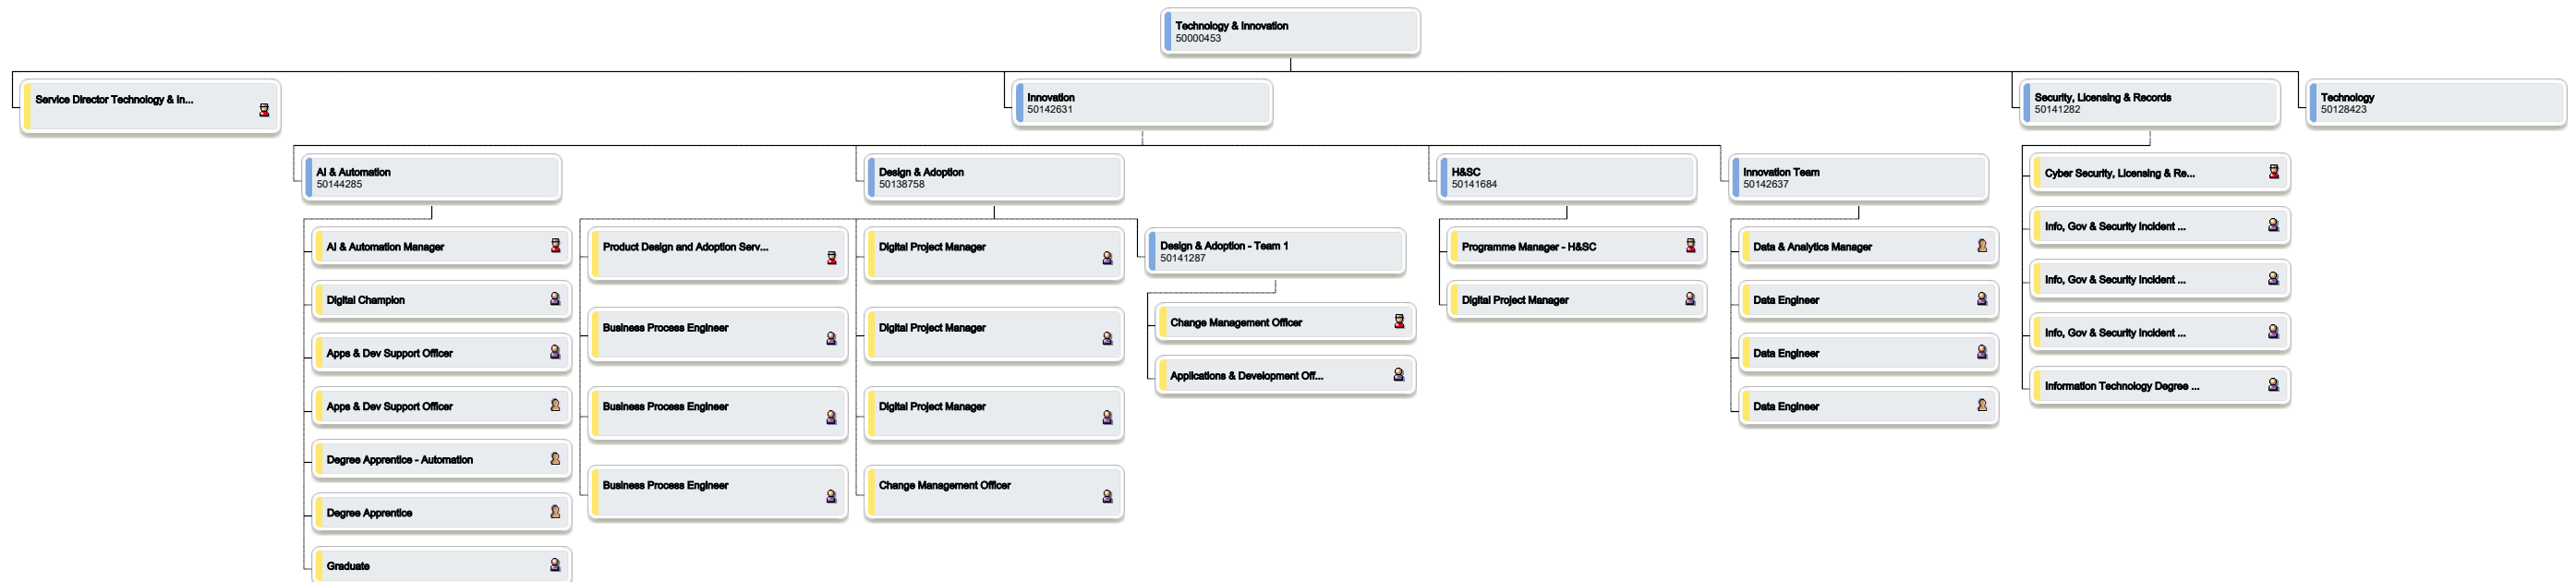 Technology & Innovation
50000453
Service Director Technology & In...
Innovation
50142631
Security, Licensing & Records
50141282
Technology
50128423
AI & Automation
50144285
Design & Adoption
50138758
H&SC
50141684
Innovation Team
50142637
AI & Automation Manager
Digital Champion
Apps & Dev Support Officer
Apps & Dev Support Officer
Degree Apprentice - Automation
Degree Apprentice
Graduate
Product Design and Adoption Serv...
Business Process Engineer
Business Process Engineer
Business Process Engineer
Digital Project Manager
Digital Project Manager
Digital Project Manager
Change Management Officer
Design & Adoption - Team 1
50141287
Change Management Officer
Applications & Development Off...
Programme Manager - H&SC
Digital Project Manager
Data & Analytics Manager
Data Engineer
Data Engineer
Data Engineer
Cyber Security, Licensing & Re...
Info, Gov & Security Incident ...
Info, Gov & Security Incident ...
Info, Gov & Security Incident ...
Information Technology Degree ...